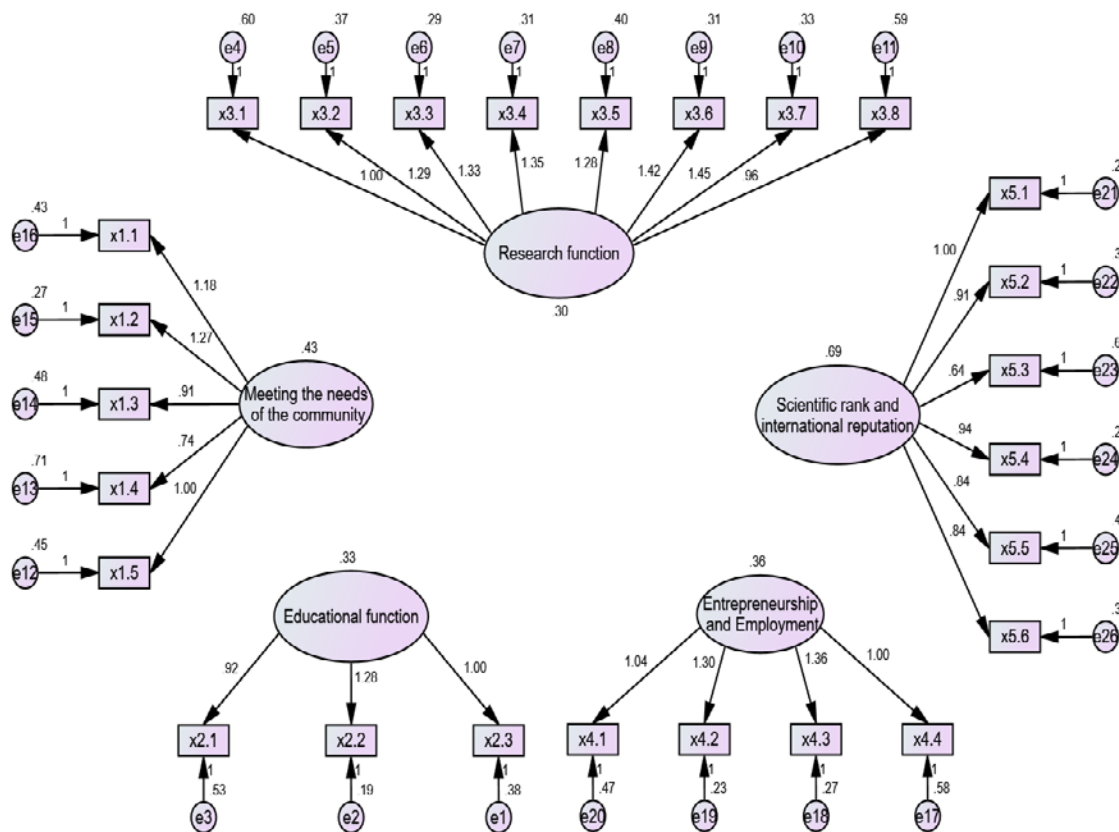 .60 .37 .29 .31 .40 .31 .33 .59
e4 e5 e6 e7 e8 e9 e10 e11
1 1 1 1 1 1 1 1
x3.1 x3.2 x3.3 x3.4 x3.5 x3.6 x3.7 x3.8
1.00 1.29 1.33 1.35 1.28 1.42 1.45 .96
Research function
.30
.43
e16 1 x1.1
1.18
.27
e15 1 x1.2
1.27
.48
e14 1 x1.3
.91
.71
e13 1 x1.4
.74
.45
e12 1 x1.5
1.00
.43
Meeting the needs
of the community
.69
Scientific rank and
international reputation
1.00
x5.1 1 e21
.91
x5.2 1 e22
.64
x5.3 1 e23
.94
x5.4 1 e24
.84
x5.5 1 e25
.84
x5.6 1 e26
.33
Educational function
.92 1.28 1.00
x2.1 x2.2 x2.3
1 1 1
.53 .19 .38
e3 e2 e1
.36
Entrepreneurship
and Employment
1.04 1.30 1.36 1.00
x4.1 x4.2 x4.3 x4.4
1 1 1 1
.47 .23 .27 .58
e20 e19 e18 e17